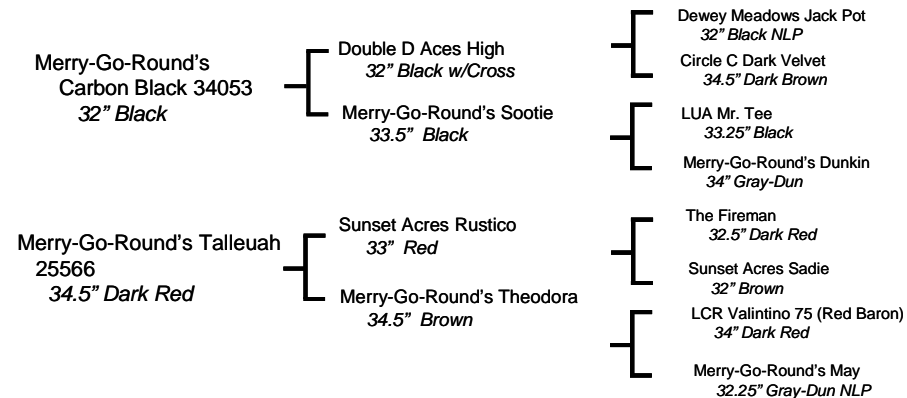 Merry-Go-Round’s
Carbon Black 34053
32” Black
Double D Aces High
32” Black w/Cross
Merry-Go-Round’s Sootie
33.5” Black
Dewey Meadows Jack Pot
32” Black NLP
Circle C Dark Velvet
34.5” Dark Brown
LUA Mr. Tee
33.25” Black
Merry-Go-Round’s Dunkin
34” Gray-Dun
Merry-Go-Round’s Talleuah
25566
34.5” Dark Red
Sunset Acres Rustico
33” Red
Merry-Go-Round’s Theodora
34.5” Brown
The Fireman
32.5” Dark Red
Sunset Acres Sadie
32” Brown
LCR Valintino 75 (Red Baron)
34” Dark Red
Merry-Go-Round’s May
32.25” Gray-Dun NLP